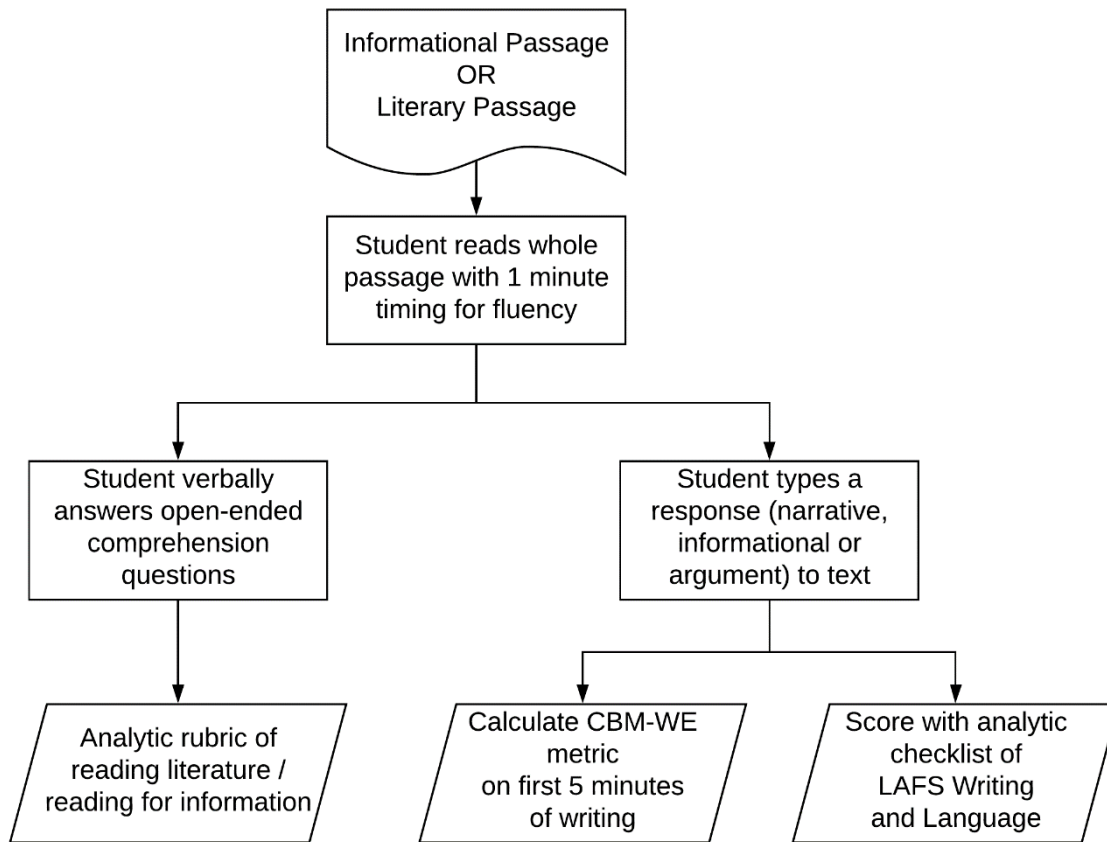 Informational Passage
OR
Literary Passage
Student reads whole
passage with 1 minute
timing for fluency
Student verbally
answers open-ended
comprehension
questions
Student types a
response (narrative,
informational or
argument) to text
Analytic rubric of
reading literature /
reading for information
Calculate CBM-WE
metric
on first 5 minutes
of writing
Score with analytic
checklist of
LAFS Writing
and Language